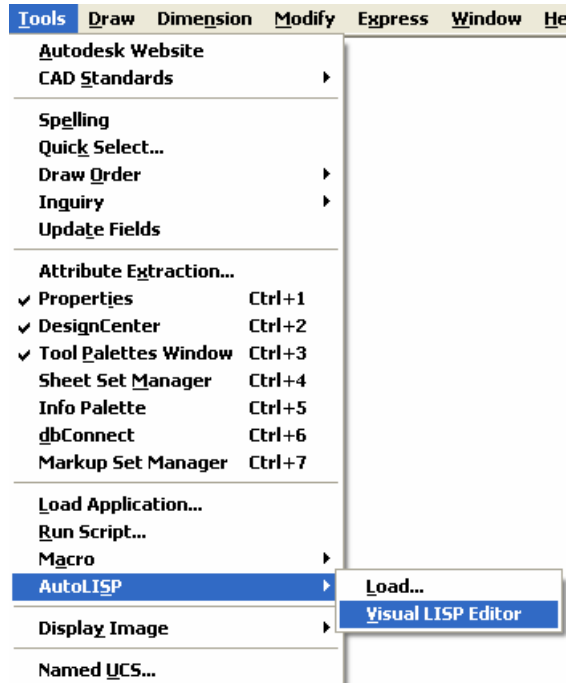 Tools Draw Dimension Modify Express Window He
Autodesk Website
CAD Standards
Spelling
Quick Select...
Draw Order
Inquiry
Update Fields
Attribute Extraction...
Properties Ctrl+1
DesignCenter Ctrl+2
Tool Palettes Window Ctrl+3
Sheet Set Manager Ctrl+4
Info Palette Ctrl+5
dbConnect Ctrl+6
Markup Set Manager Ctrl+7
Load Application...
Run Script...
Macro
AutoLISP
Load...
Visual LISP Editor
Display Image
Named UCS...